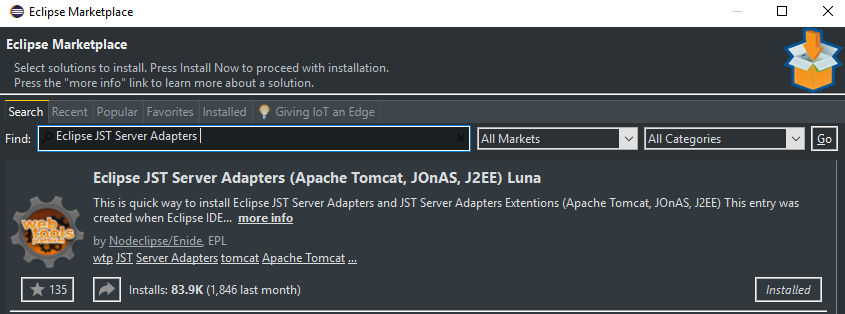 Eclipse Marketplace
Eclipse Marketplace
Select solutions to install. Press Install Now to proceed with installation.
Press the "more info" link to learn more about a solution.
Search Recent Popular Favorites Installed Giving IoT an Edge
Find: Eclipse JST Server Adapters All Markets All Categories Go
Eclipse JST Server Adapters (Apache Tomcat, JOnAS, J2EE) Luna
This is quick way to install Eclipse JST Server Adapters and JST Server Adapters Extentions (Apache Tomcat, JOnAS, J2EE) This entry was
created when Eclipse IDE... more info
web tools platform
by Nodeclipse/Enide, EPL
wtp JST Server Adapters tomcat Apache Tomcat ...
135 Installs: 83.9K (1,846 last month) Installed